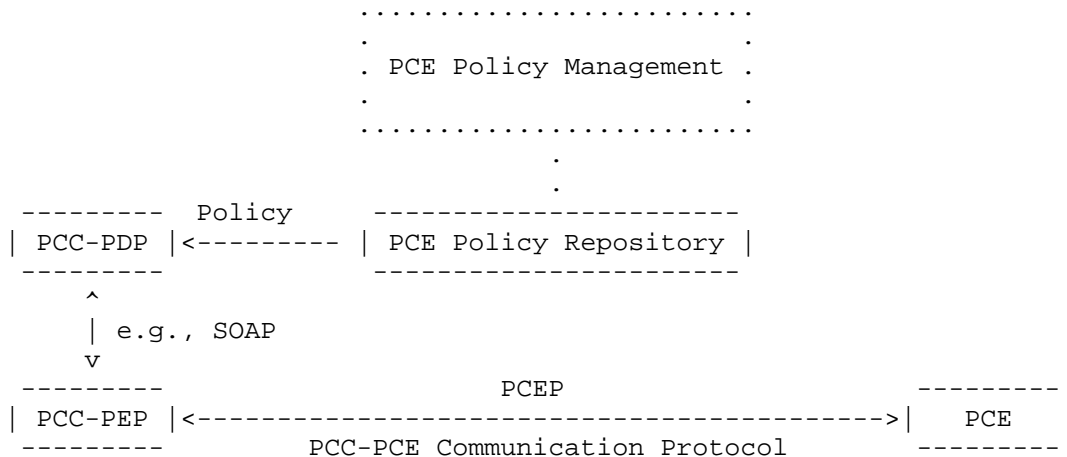 PCE Policy Management
Policy
PCC-PDP PCE Policy Repository
e.g., SOAP
PCEP
PCC-PEP PCE
PCC-PCE Communication Protocol